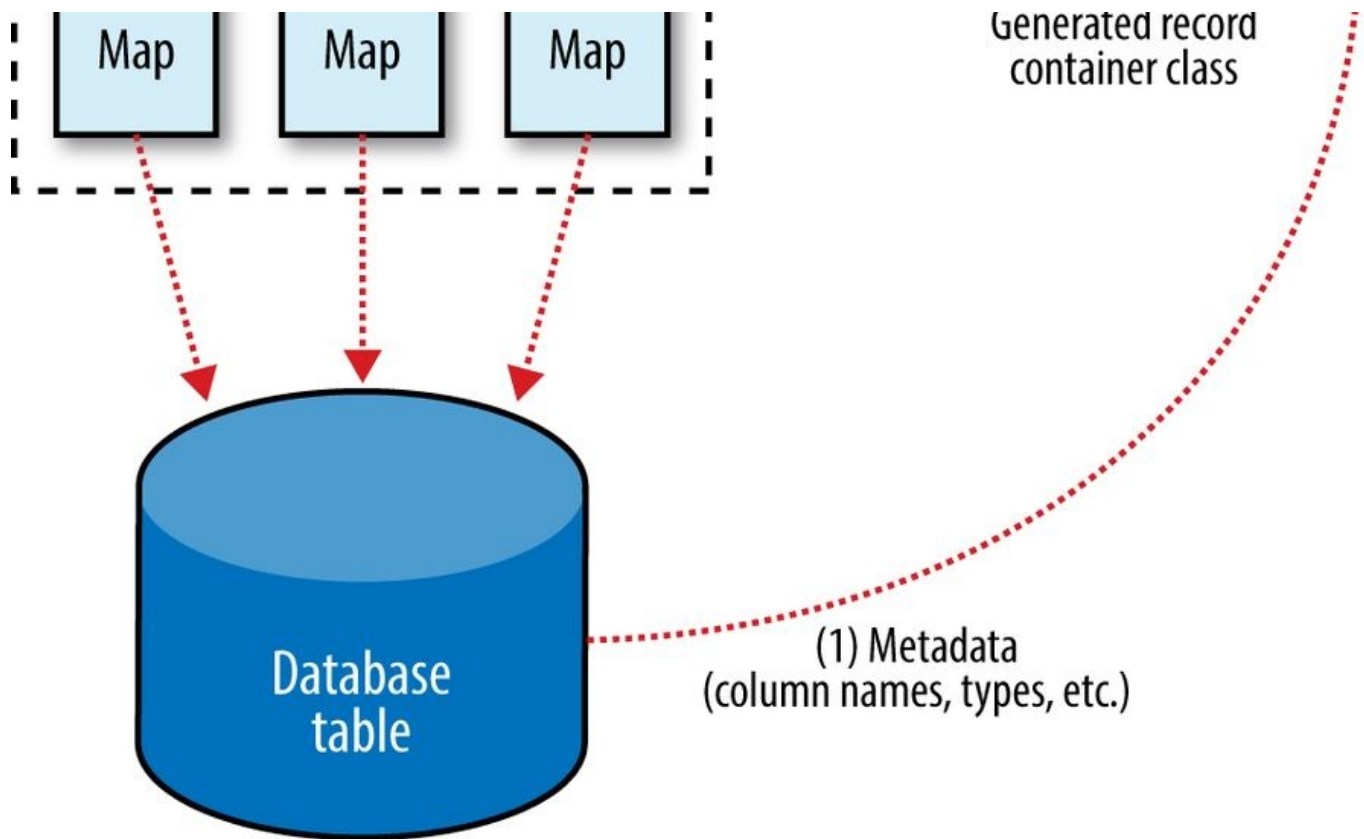 Map
Map
Map
Generated record
container class
(1) Metadata
(column names, types, etc.)
Database
table